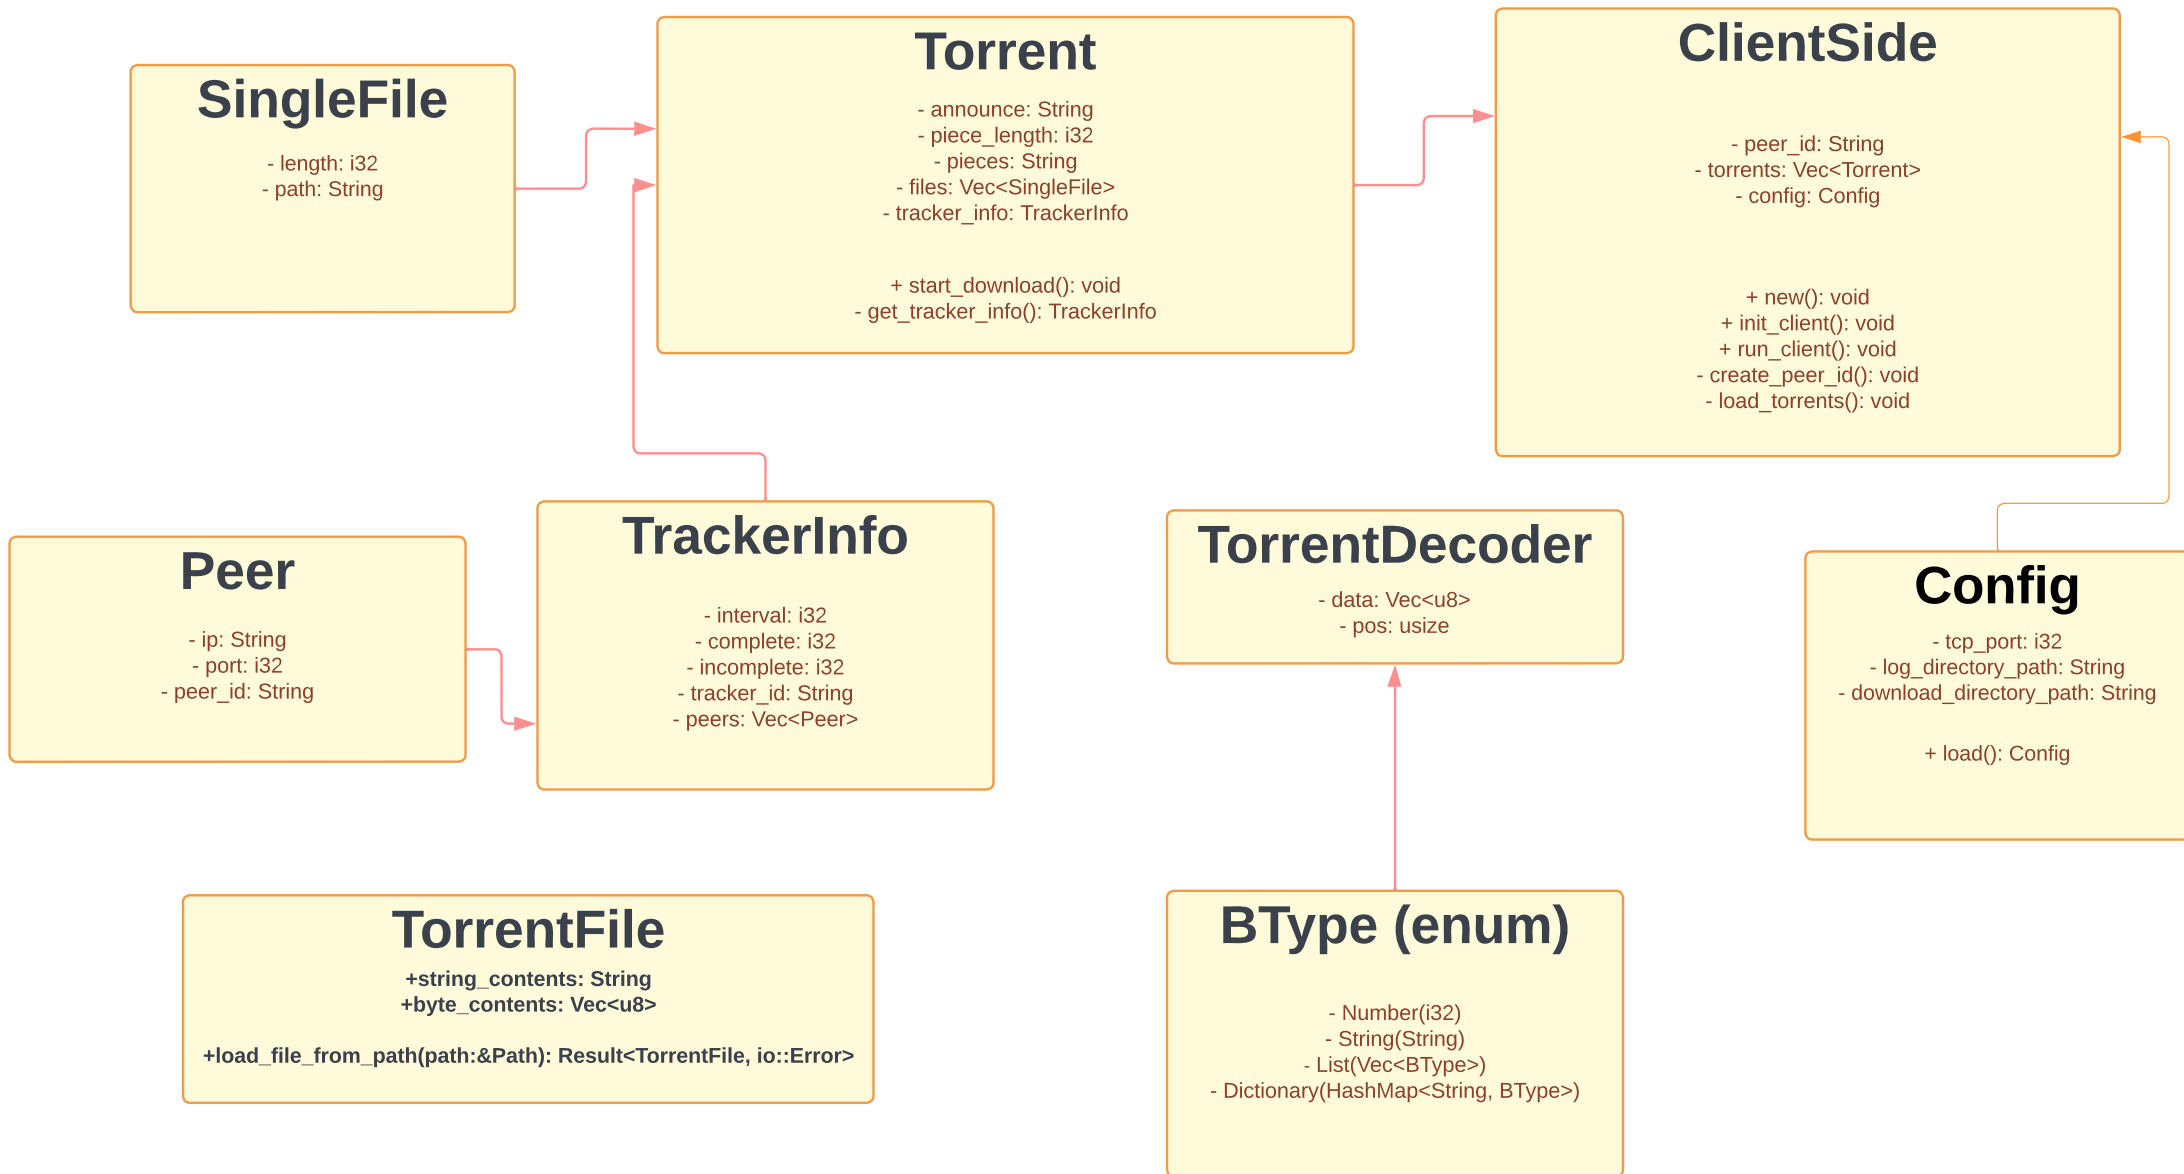 SingleFile
- length: i32
- path: String
Torrent
- announce: String
- piece_length: i32
- pieces: String
- files: Vec<SingleFile>
- tracker_info: TrackerInfo
+ start_download(): void
- get_tracker_info(): TrackerInfo
ClientSide
- peer_id: String
- torrents: Vec<Torrent>
- config: Config
+ new(): void
+ init_client(): void
+ run_client(): void
- create_peer_id(): void
- load_torrents(): void
Peer
- ip: String
- port: i32
- peer_id: String
TrackerInfo
- interval: i32
- complete: i32
- incomplete: i32
- tracker_id: String
- peers: Vec<Peer>
TorrentDecoder
- data: Vec<u8>
- pos: usize
Config
- tcp_port: i32
- log_directory_path: String
- download_directory_path: String
+ load(): Config
TorrentFile
+string_contents: String
+byte_contents: Vec<u8>
+load_file_from_path(path:&Path): Result<TorrentFile, io::Error>
BType (enum)
- Number(i32)
- String(String)
- List(Vec<BType>)
- Dictionary(HashMap<String, BType>)